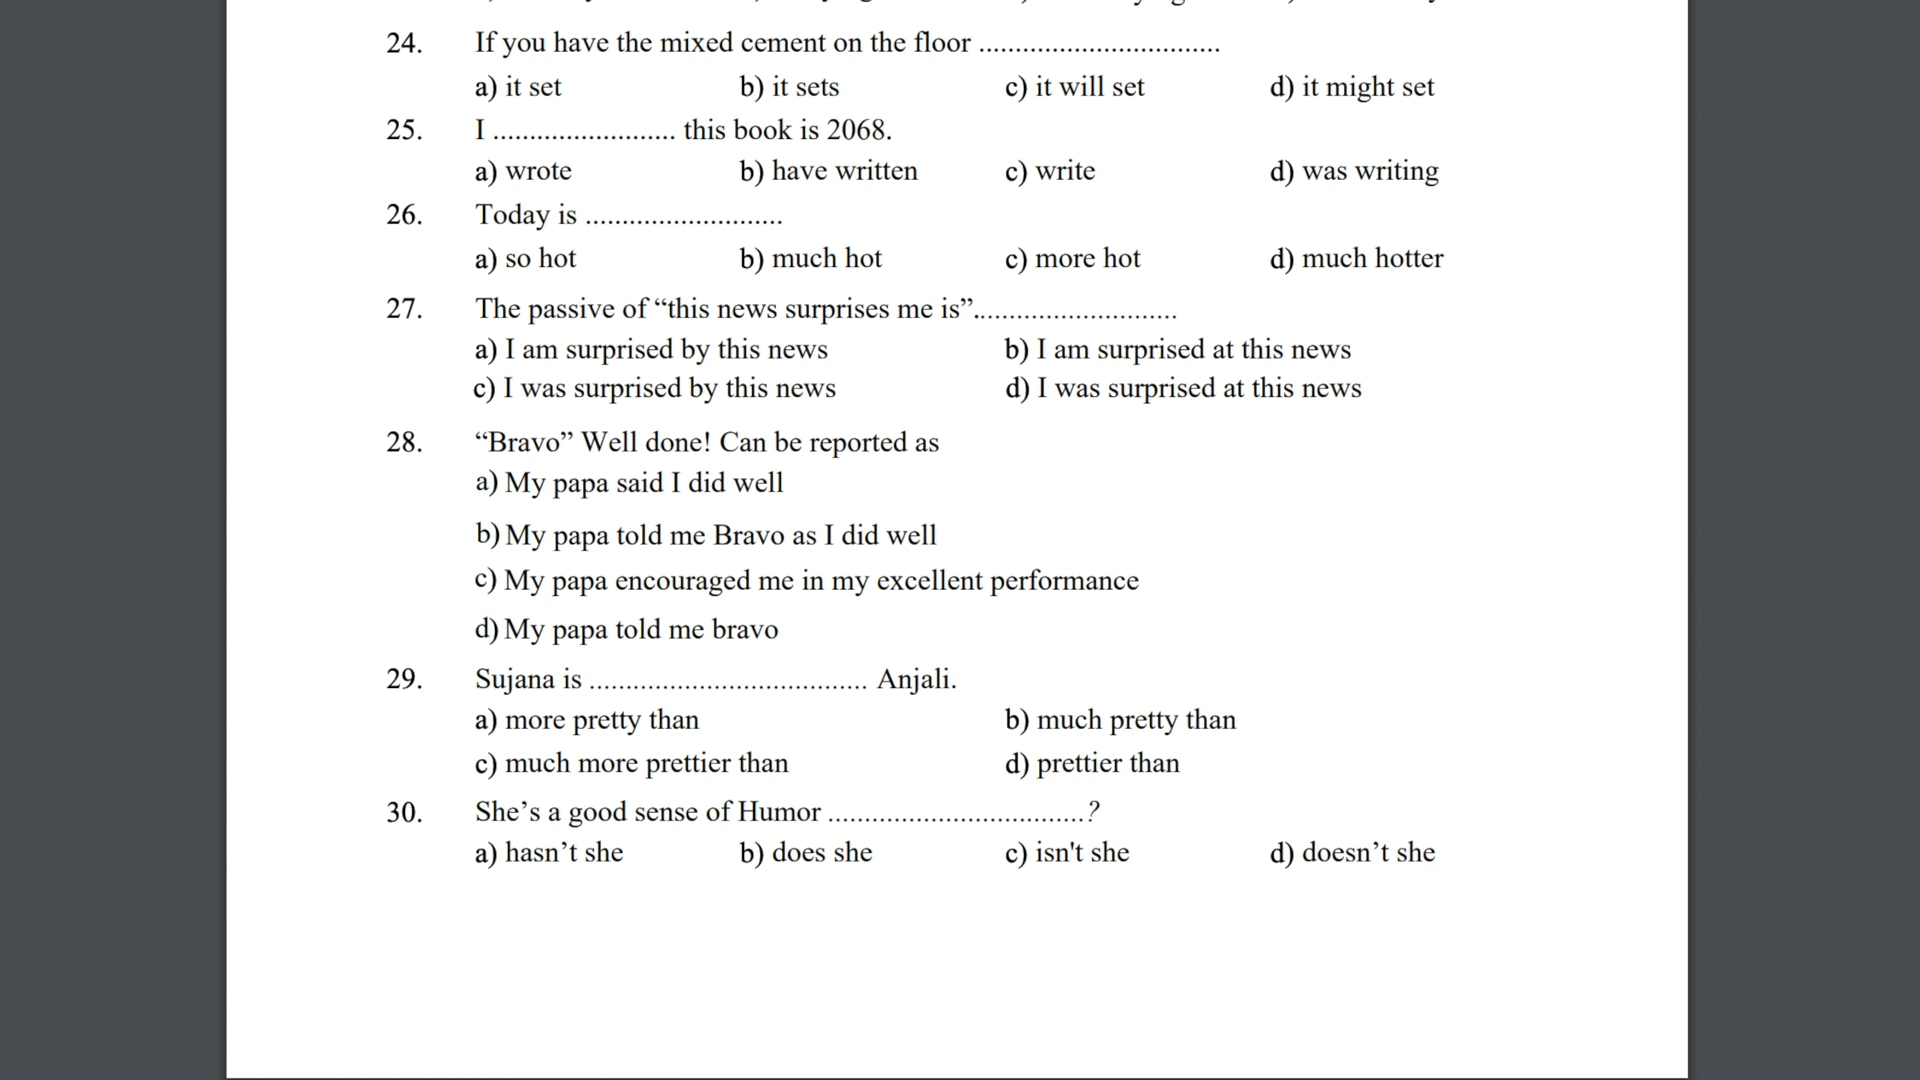 24. If you have the mixed cement on the floor .................................
a) it set b) it sets c) it will set d) it might set
25. I ......................... this book is 2068.
a) wrote b) have written c) write d) was writing
26. Today is ...........................
a) so hot b) much hot c) more hot d) much hotter
27. The passive of “this news surprises me is”............................
a) I am surprised by this news b) I am surprised at this news
c) I was surprised by this news d) I was surprised at this news
28. “Bravo” Well done! Can be reported as
a) My papa said I did well
b) My papa told me Bravo as I did well
c) My papa encouraged me in my excellent performance
d) My papa told me bravo
29. Sujana is ...................................... Anjali.
a) more pretty than b) much pretty than
c) much more prettier than d) prettier than
30. She’s a good sense of Humor ...................................?
a) hasn’t she b) does she c) isn't she d) doesn’t she